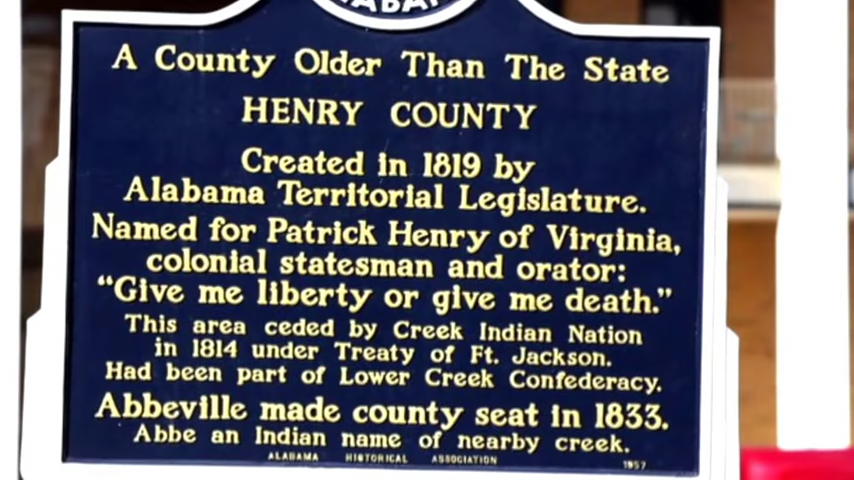 A County Older Than The State
HENRY COUNTY
Created in 1819 by
Alabama Territorial Legislature.
Named for Patrick Henry of Virginia,
colonial statesman and orator:
“Give me liberty or give me death.”
This area ceded by Creek Indian Nation
in 1814 under Treaty of Ft. Jackson.
Had been part of Lower Creek Confederacy.
Abbeville made county seat in 1833.
Abbe an Indian name of nearby creek.
ALABAMA HISTORICAL ASSOCIATION 1957